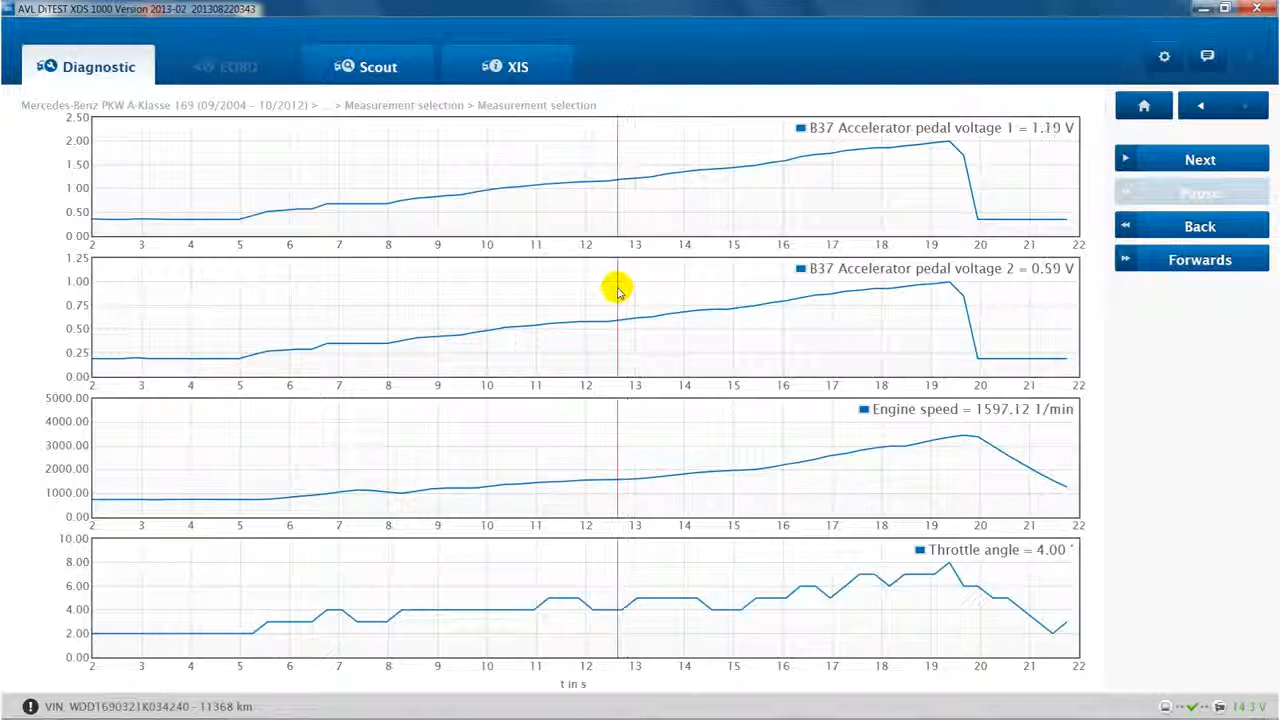 AVL DiTEST XDS 1000 Version 2013-02 201308220343
Diagnostic
EOBD
Scout
XIS
Mercedes-Benz PKW A-Klasse 169 (09/2004 - 10/2012) > ... > Measurement selection > Measurement selection
B37 Accelerator pedal voltage 1 = 1.19 V
2.50
2.00
1.50
1.00
0.50
0.00
2 3 4 5 6 7 8 9 10 11 12 13 14 15 16 17 18 19 20 21 22
B37 Accelerator pedal voltage 2 = 0.59 V
1.25
1.00
0.75
0.50
0.25
0.00
2 3 4 5 6 7 8 9 10 11 12 13 14 15 16 17 18 19 20 21 22
Engine speed = 1597.12 1/min
5000.00
4000.00
3000.00
2000.00
1000.00
0.00
2 3 4 5 6 7 8 9 10 11 12 13 14 15 16 17 18 19 20 21 22
Throttle angle = 4.00 °
10.00
8.00
6.00
4.00
2.00
0.00
2 3 4 5 6 7 8 9 10 11 12 13 14 15 16 17 18 19 20 21 22
t in s
Next
Pause
Back
Forwards
VIN: WDD1690321K034240 - 11368 km
14.3 V